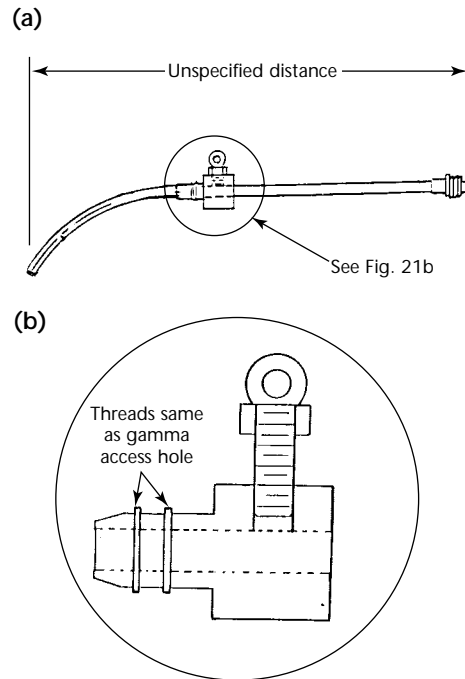 (a)
Unspecified distance
See Fig. 21b
(b)
Threads same
as gamma
access hole